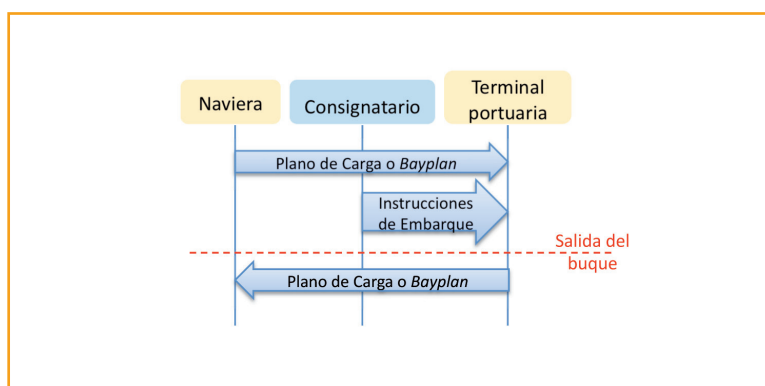 Naviera
Consignatario
Terminal
portuaria
Plano de Carga o Bayplan
Instrucciones
de Embarque
Salida del
buque
Plano de Carga o Bayplan